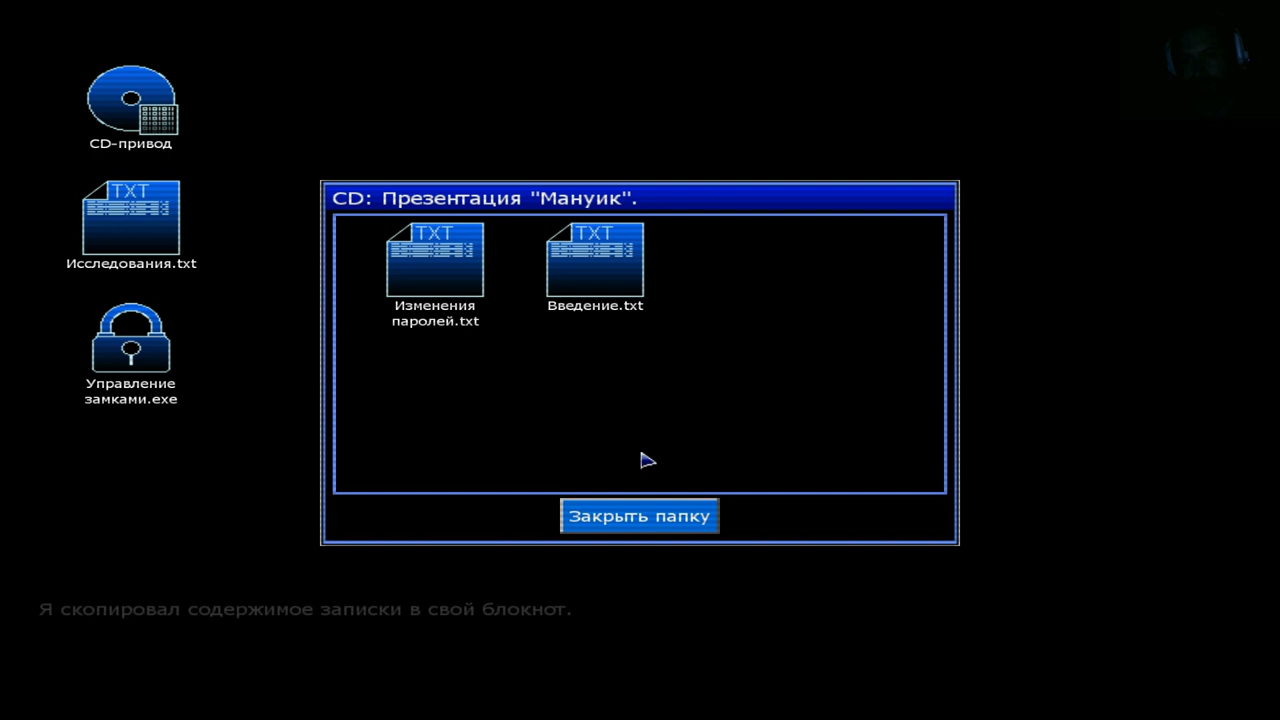 CD-привод
TXT
Исследования.txt
Управление
замками.exe
CD: Презентация "Мануик".
TXT
Изменения
паролей.txt
TXT
Введение.txt
Закрыть папку
Я скопировал содержимое записки в свой блокнот.